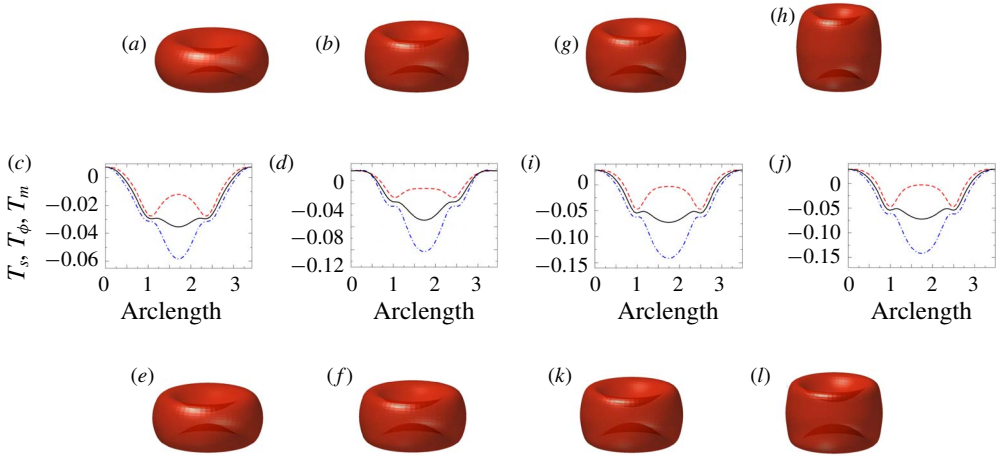 (a) (b) (g) (h)
(c) (d) (i) (j)
T_s, T_ϕ, T_m
0 0 0 0
−0.02 −0.04 −0.05 −0.05
−0.04 −0.08 −0.10 −0.10
−0.06 −0.12 −0.15 −0.15
0 1 2 3 0 1 2 3 0 1 2 3 0 1 2 3
Arclength Arclength Arclength Arclength
(e) (f) (k) (l)